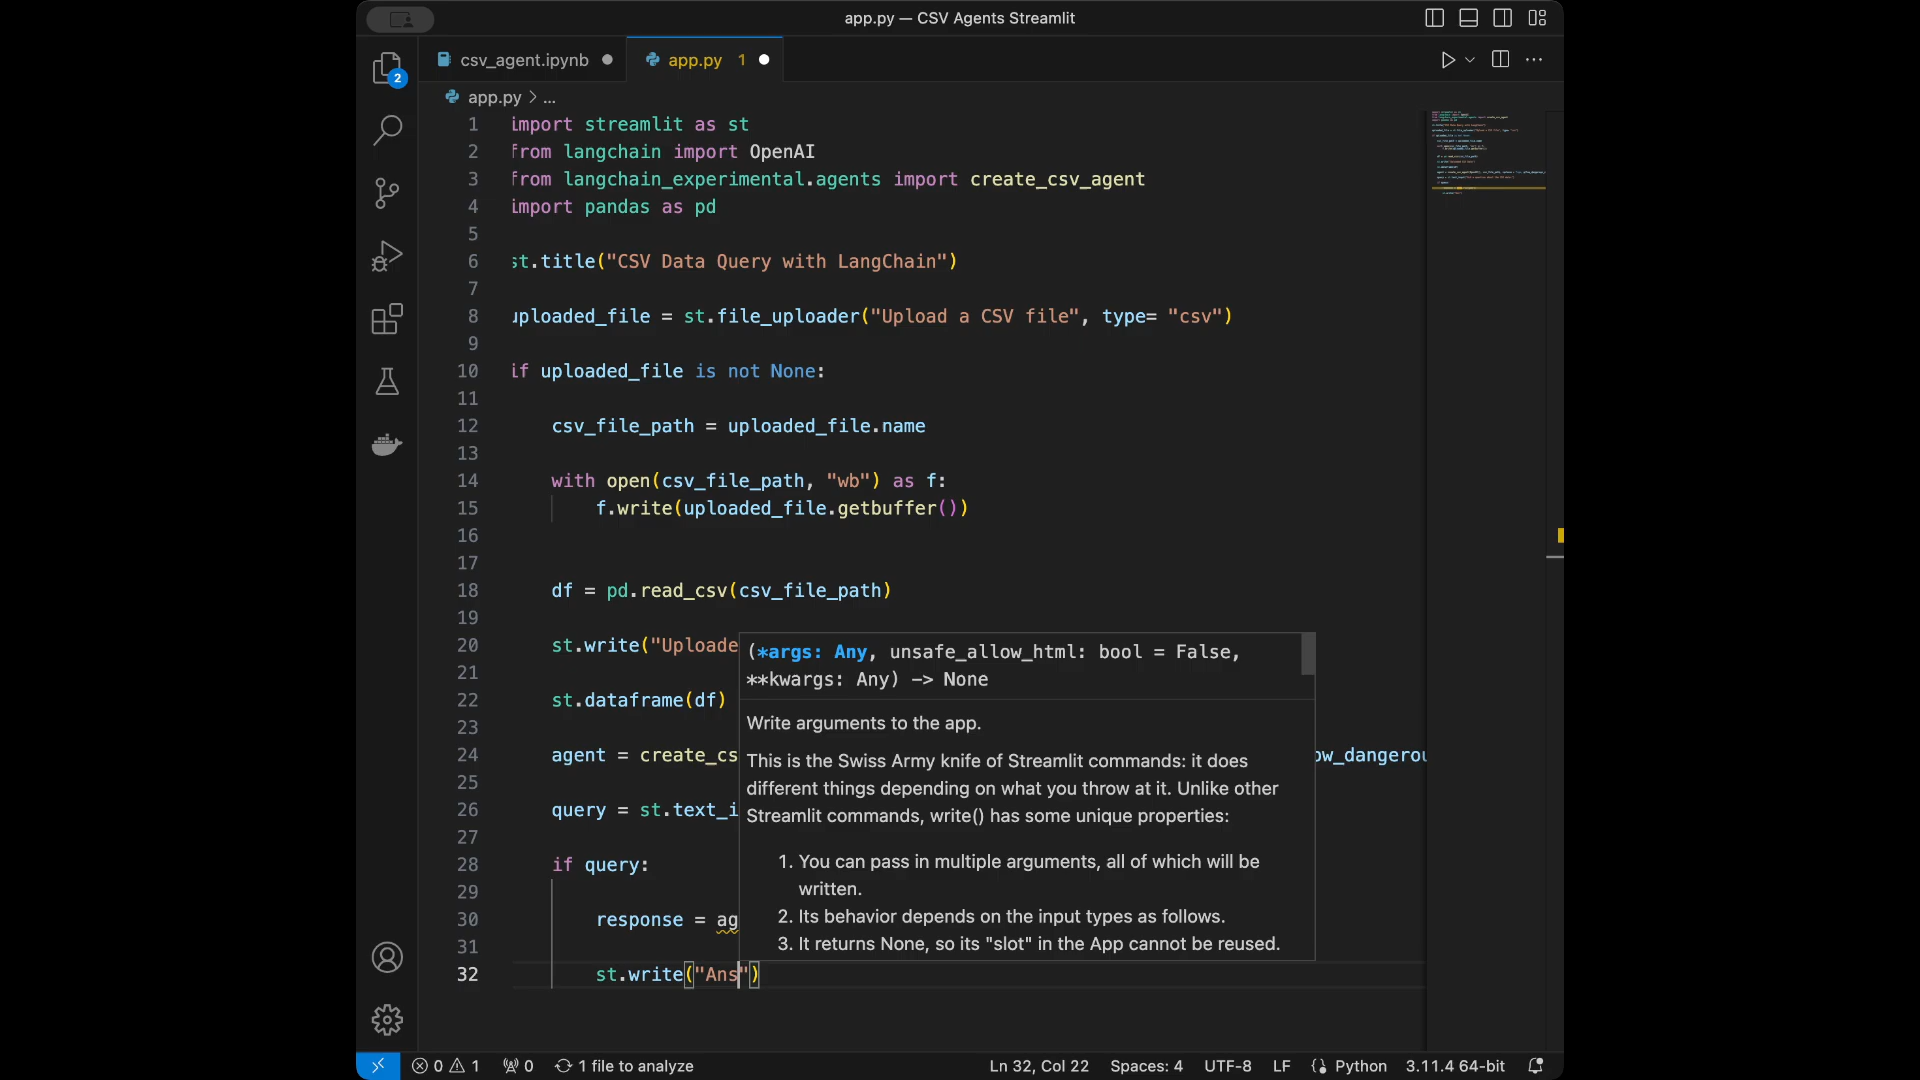 app.py — CSV Agents Streamlit
csv_agent.ipynb
app.py 1
2
app.py > ...
1 import streamlit as st
2 from langchain import OpenAI
3 from langchain_experimental.agents import create_csv_agent
4 import pandas as pd
5
6 st.title("CSV Data Query with LangChain")
7
8 uploaded_file = st.file_uploader("Upload a CSV file", type= "csv")
9
10 if uploaded_file is not None:
11
12 csv_file_path = uploaded_file.name
13
14 with open(csv_file_path, "wb") as f:
15 f.write(uploaded_file.getbuffer())
16
17
18 df = pd.read_csv(csv_file_path)
19
20 st.write("Uploade
21
22 st.dataframe(df)
23
24 agent = create_cs ow_dangerou
25
26 query = st.text_i
27
28 if query:
29
30 response = ag
31
32 st.write("Ans")
(*args: Any, unsafe_allow_html: bool = False,
**kwargs: Any) -> None
Write arguments to the app.
This is the Swiss Army knife of Streamlit commands: it does
different things depending on what you throw at it. Unlike other
Streamlit commands, write() has some unique properties:
1. You can pass in multiple arguments, all of which will be
written.
2. Its behavior depends on the input types as follows.
3. It returns None, so its "slot" in the App cannot be reused.
0 1 0 1 file to analyze Ln 32, Col 22 Spaces: 4 UTF-8 LF Python 3.11.4 64-bit